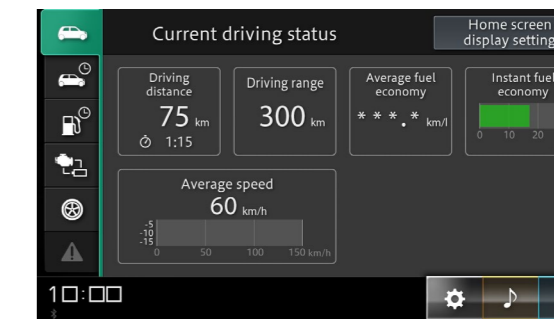 Current driving status
Home screen
display setting
Driving
distance
75 km
1:15
Driving range
300 km
Average fuel
economy
* * * . * km/l
Instant fuel
economy
0 10 20
Average speed
60 km/h
-5
-10
-15
0 50 100 150 km/h
10:00